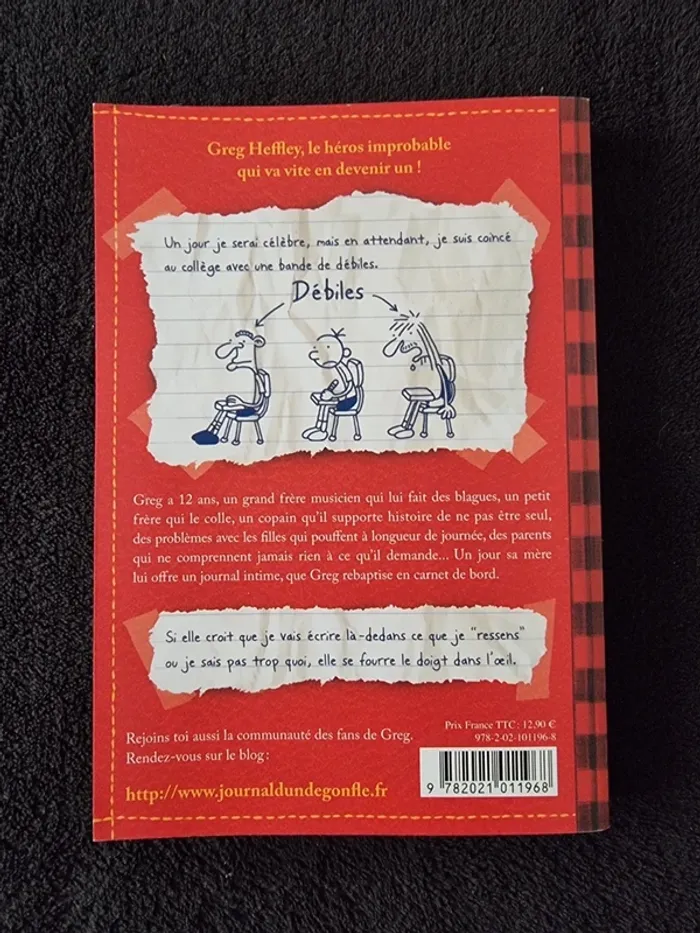 Greg Heffley, le héros improbable
qui va vite en devenir un !
Un jour je serai célèbre, mais en attendant, je suis coincé
au collège avec une bande de débiles.
Débiles
Greg a 12 ans, un grand frère musicien qui lui fait des blagues, un petit
frère qui le colle, un copain qu'il supporte histoire de ne pas être seul,
des problèmes avec les filles qui pouffent à longueur de journée, des parents
qui ne comprennent jamais rien à ce qu'il demande... Un jour sa mère
lui offre un journal intime, que Greg rebaptise en carnet de bord.
Si elle croit que je vais écrire là-dedans ce que je "ressens"
ou je sais pas trop quoi, elle se fourre le doigt dans l'œil.
Rejoins toi aussi la communauté des fans de Greg.
Rendez-vous sur le blog :
http://www.journaldundegonfle.fr
Prix France TTC : 12,90 €
978-2-02-101196-8
9 782021 011968